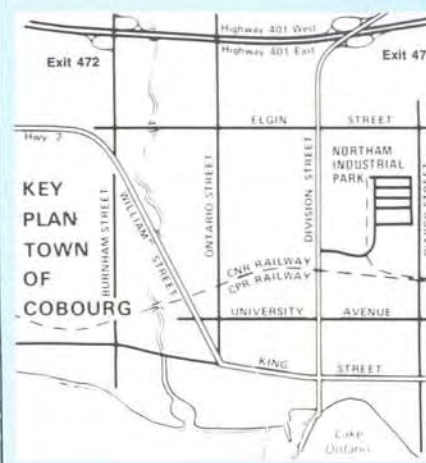 Highway 401 West
Highway 401 East
Exit 472
Exit 47
ELGIN STREET
Hwy 2
NORTHAM
INDUSTRIAL
PARK
KEY
PLAN
TOWN
OF
COBOURG
BURNHAM STREET
WILLIAM STREET
ONTARIO STREET
DIVISION STREET
STREET
CNR RAILWAY
CPR RAILWAY
UNIVERSITY AVENUE
KING STREET
Lake
Ontario